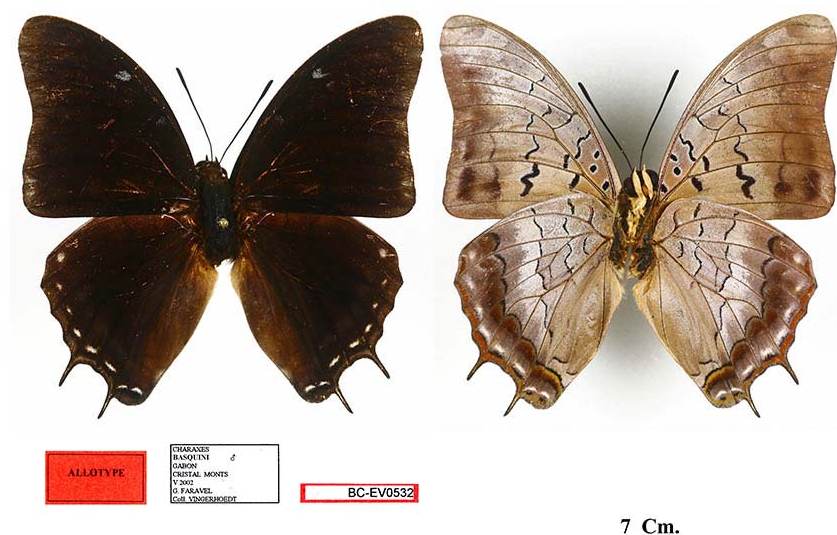 ALLOTYPE
CHARAXES
BASQUINI ♂
GABON
CRISTAL MONTS
V 2002
G. FARAVEL
Coll. VINGERHOEDT
BC-EV0532
7 Cm.